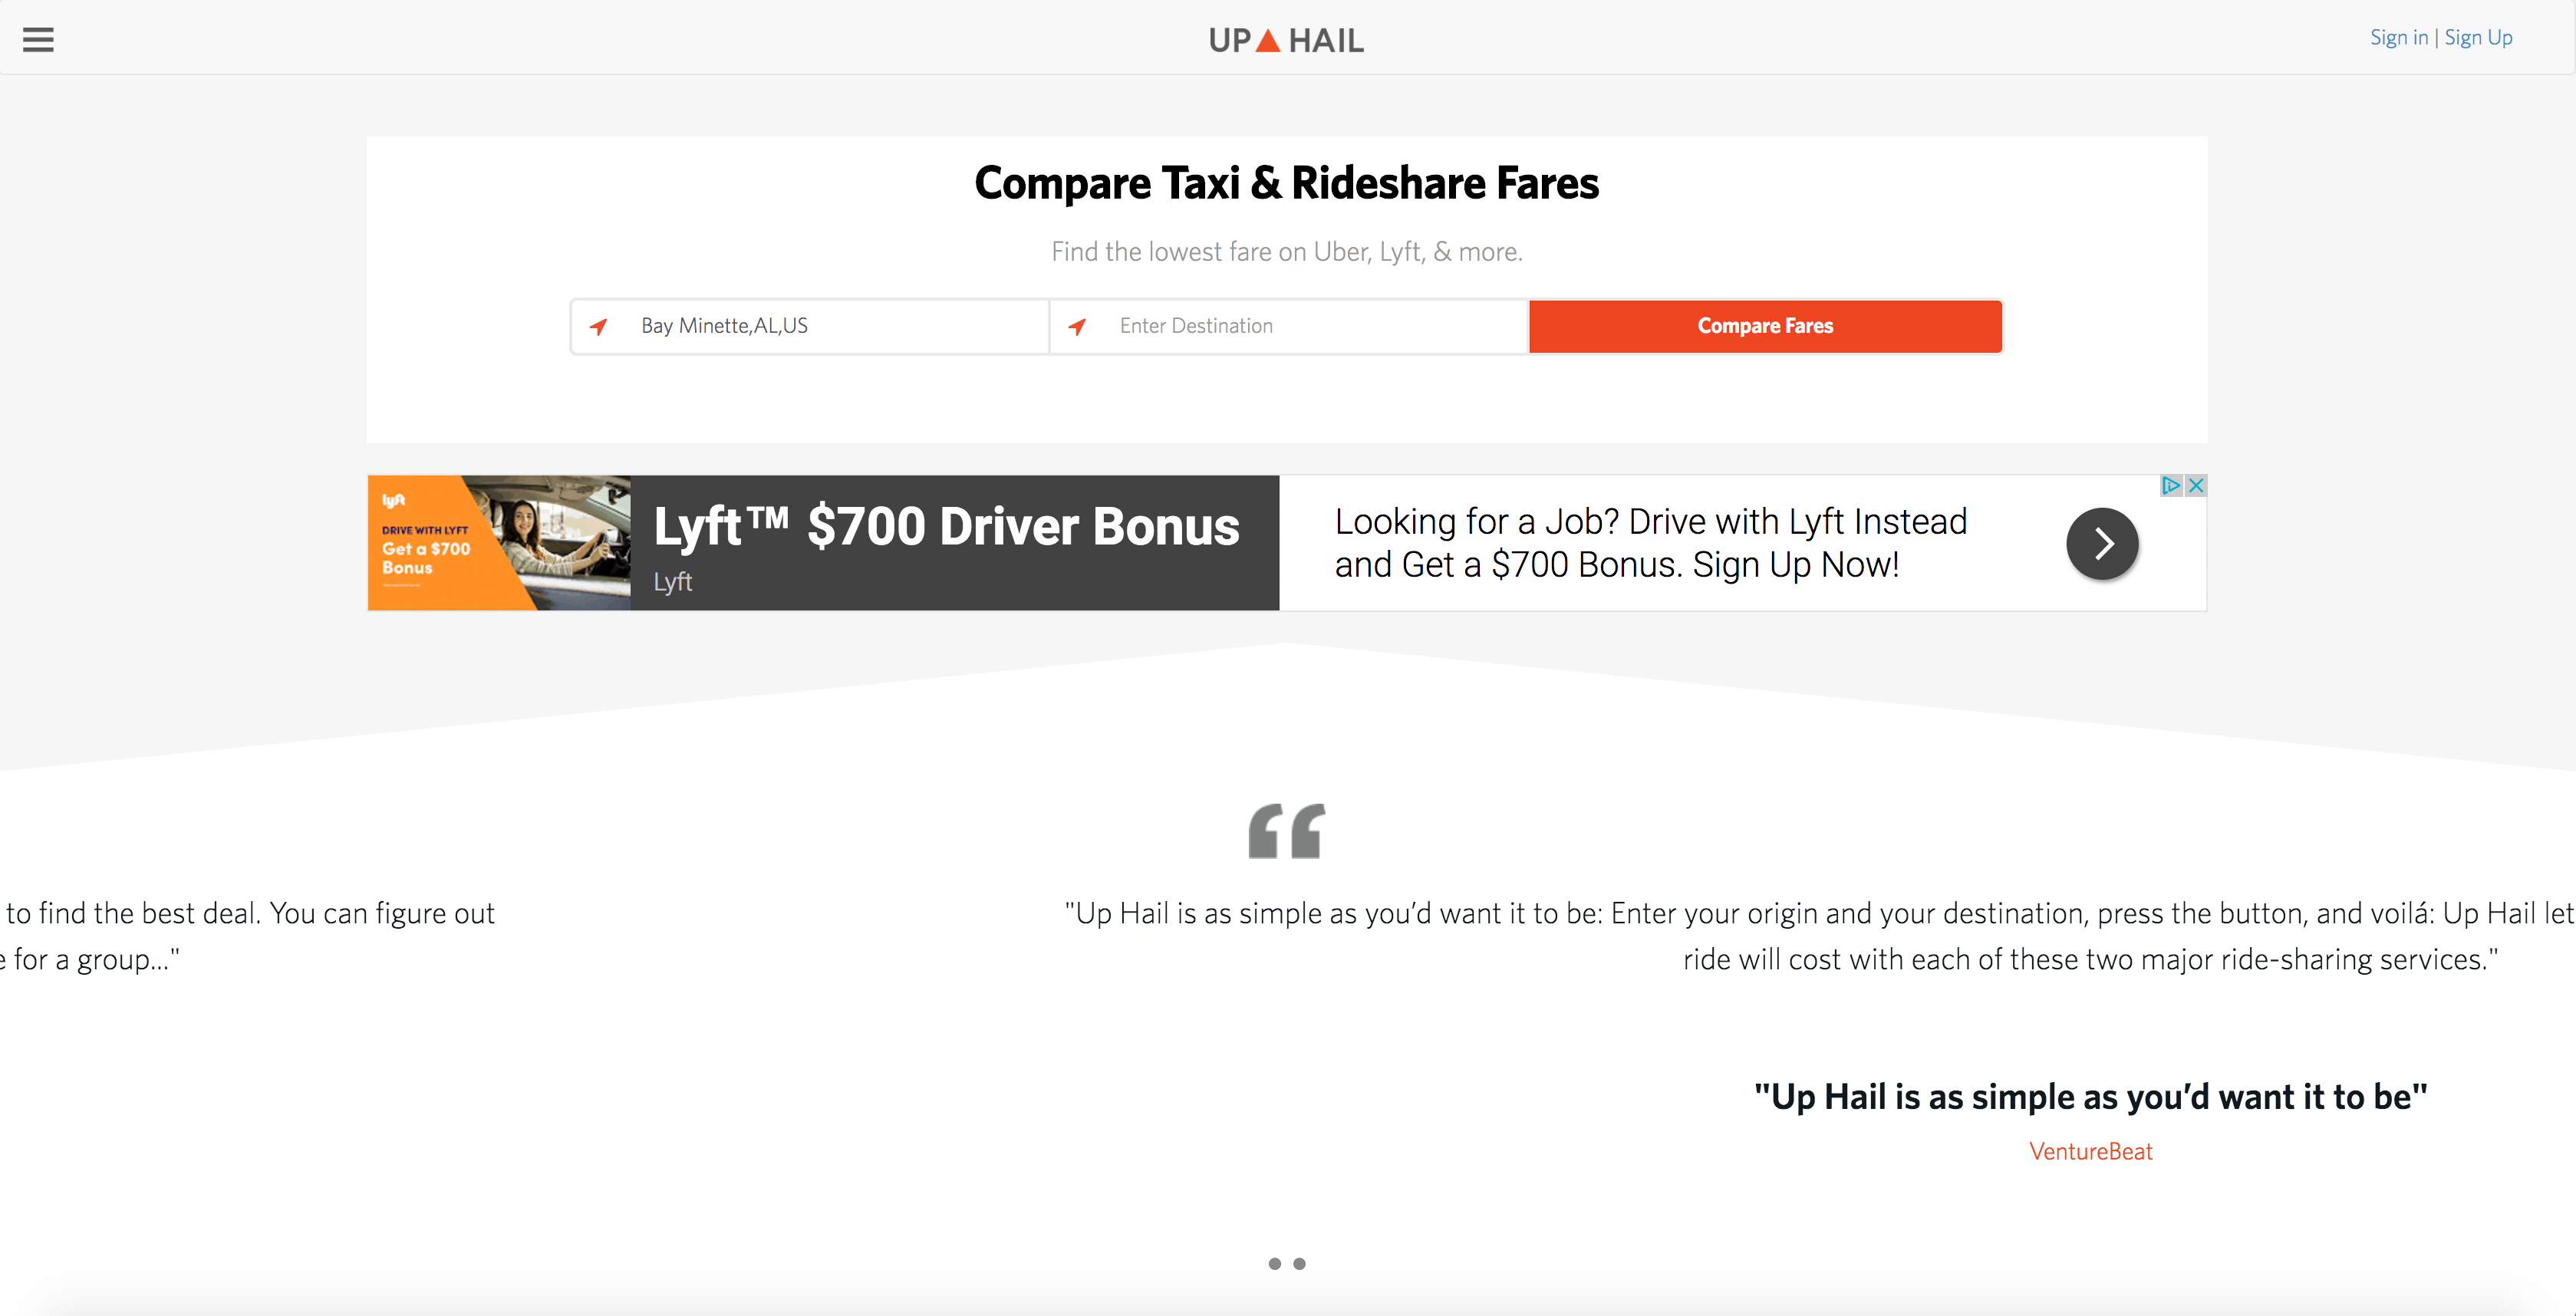 UP HAIL
Sign in | Sign Up
Compare Taxi & Rideshare Fares
Find the lowest fare on Uber, Lyft, & more.
Bay Minette,AL,US
Enter Destination
Compare Fares
lyft
DRIVE WITH LYFT
Get a $700
Bonus
Lyft™ $700 Driver Bonus
Lyft
Looking for a Job? Drive with Lyft Instead
and Get a $700 Bonus. Sign Up Now!
“
to find the best deal. You can figure out
for a group..."
"Up Hail is as simple as you’d want it to be: Enter your origin and your destination, press the button, and voilá: Up Hail let
ride will cost with each of these two major ride-sharing services."
"Up Hail is as simple as you’d want it to be"
VentureBeat